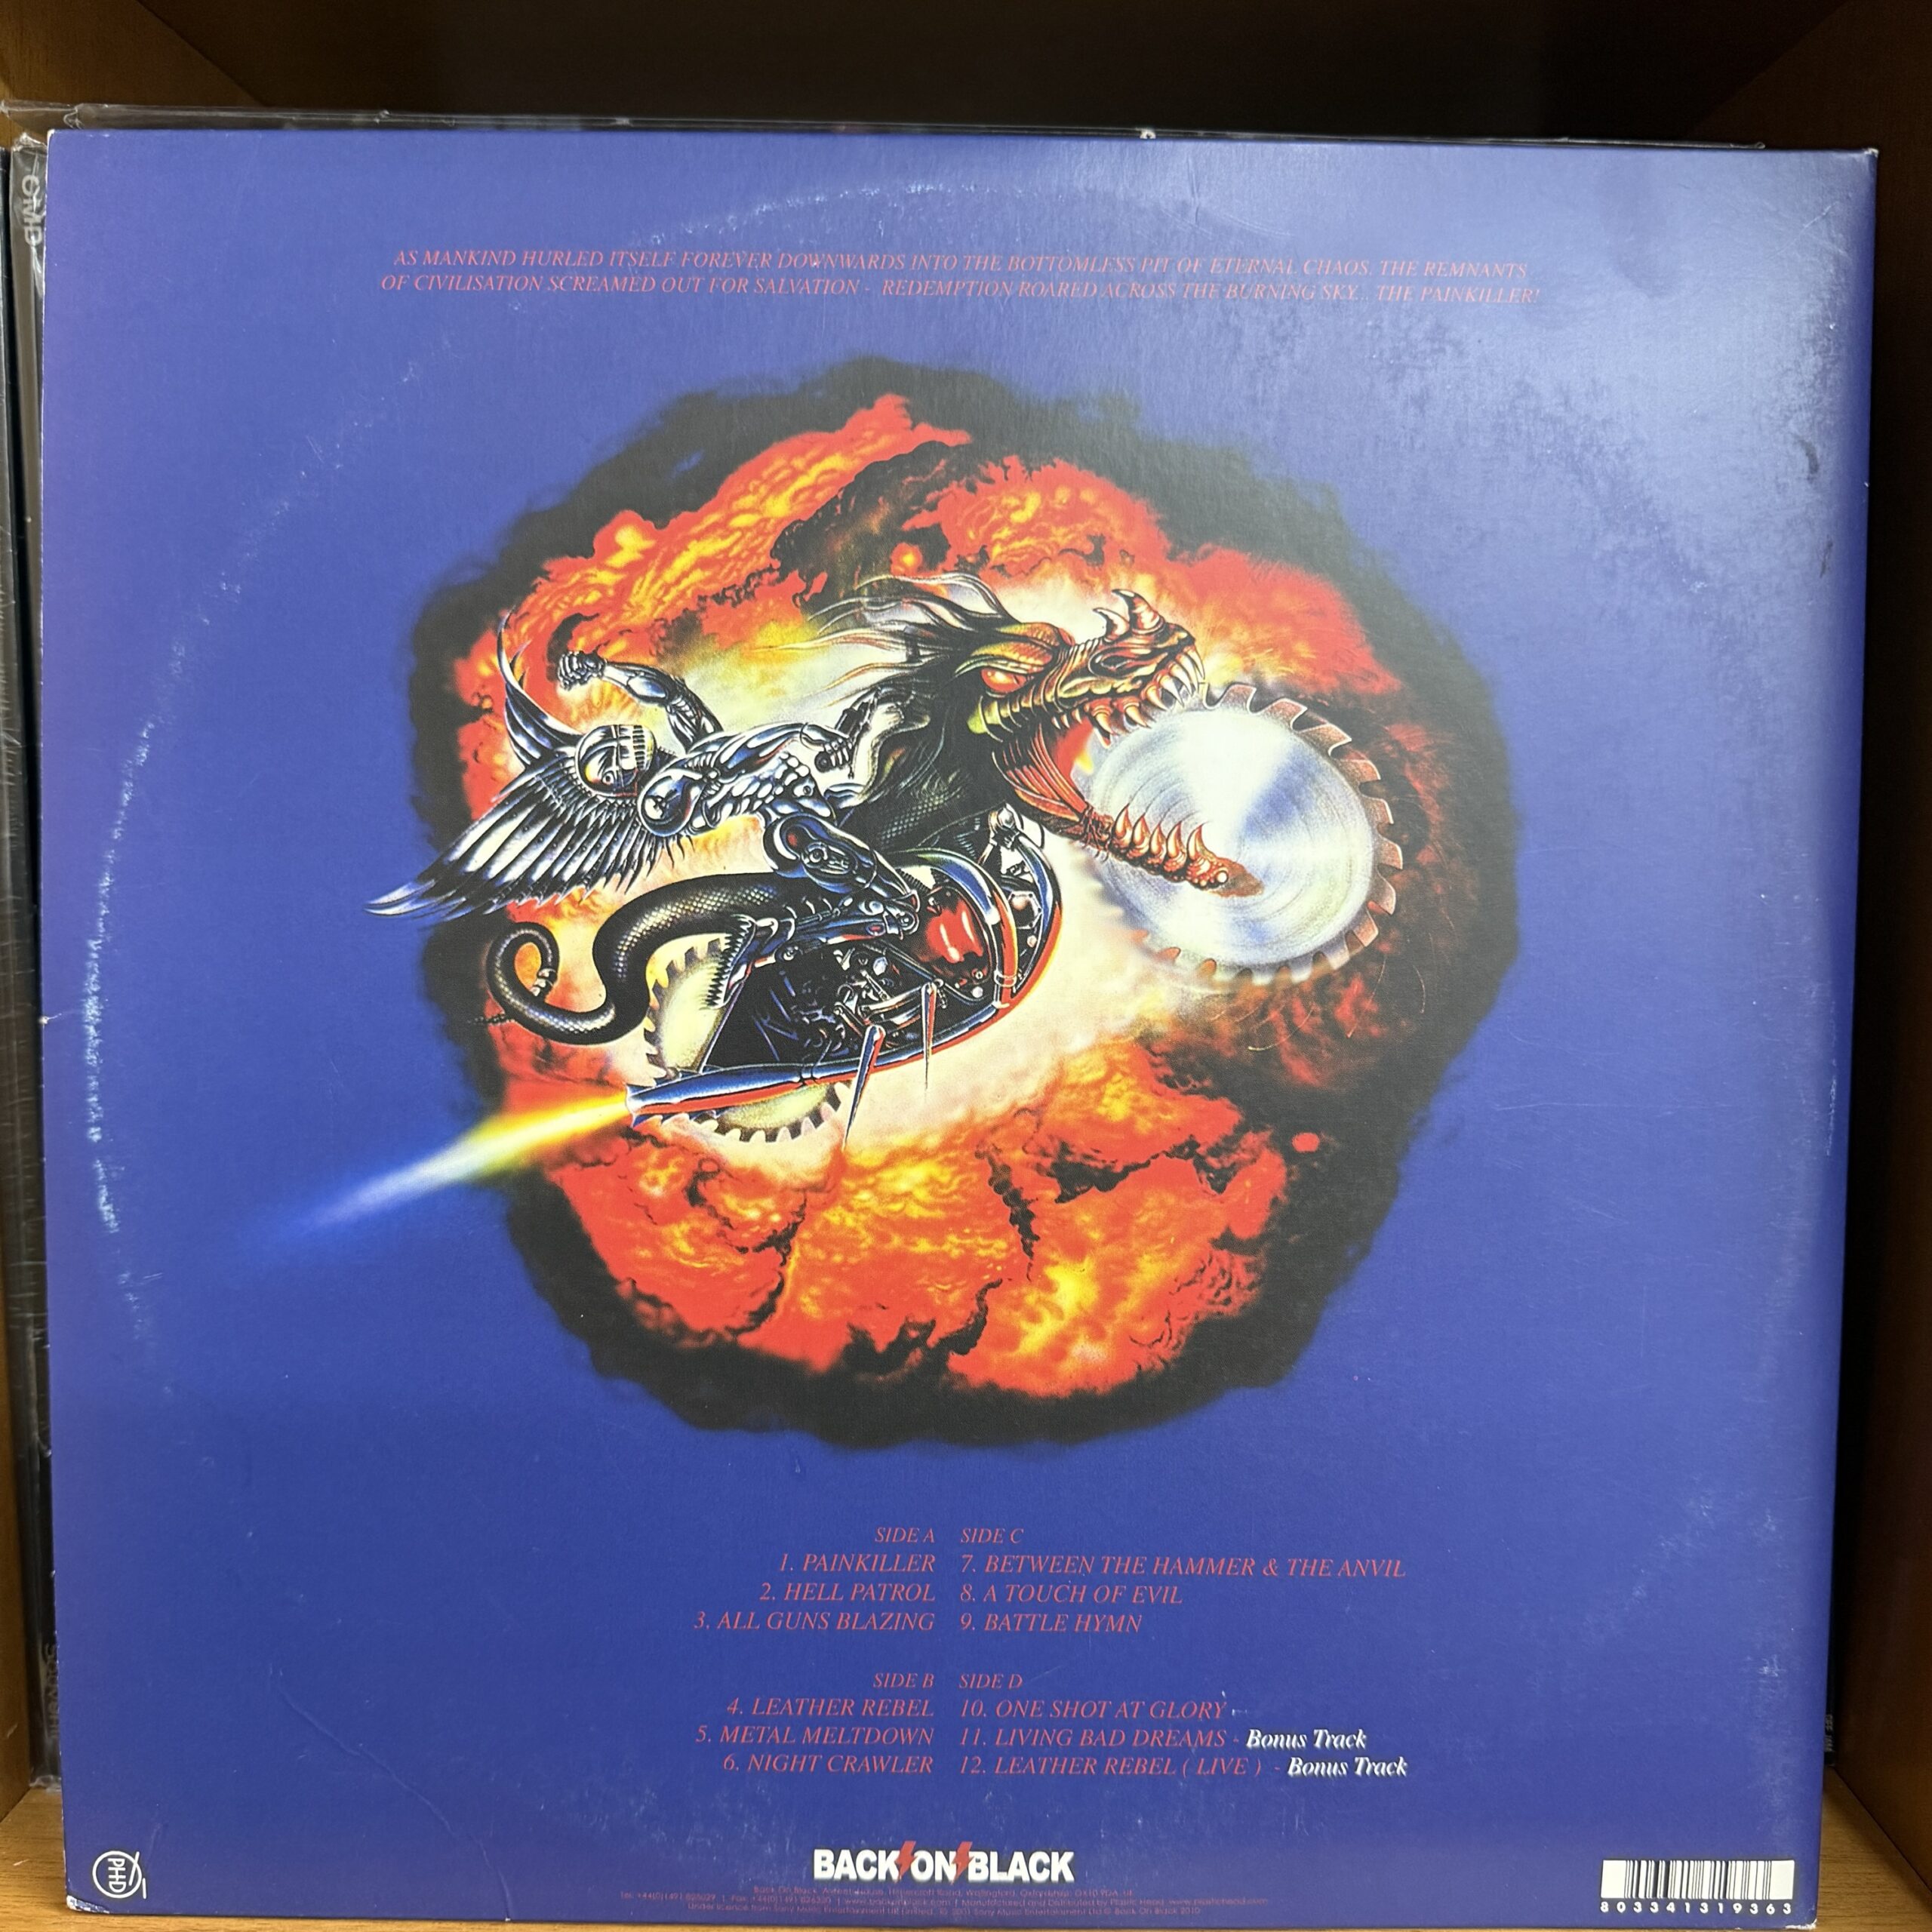 AS MANKIND HURLED ITSELF FOREVER DOWNWARDS INTO THE BOTTOMLESS PIT OF ETERNAL CHAOS. THE REMNANTS
OF CIVILISATION SCREAMED OUT FOR SALVATION - REDEMPTION ROARED ACROSS THE BURNING SKY... THE PAINKILLER!
SIDE A
1. PAINKILLER
2. HELL PATROL
3. ALL GUNS BLAZING
SIDE B
4. LEATHER REBEL
5. METAL MELTDOWN
6. NIGHT CRAWLER
SIDE C
7. BETWEEN THE HAMMER & THE ANVIL
8. A TOUCH OF EVIL
9. BATTLE HYMN
SIDE D
10. ONE SHOT AT GLORY
11. LIVING BAD DREAMS - Bonus Track
12. LEATHER REBEL ( LIVE ) - Bonus Track
PHD
BACK ON BLACK
803341319363